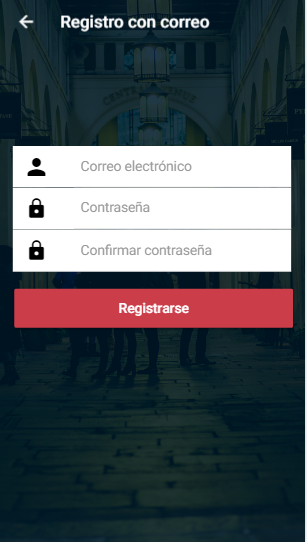 Registro con correo
Correo electrónico
Contraseña
Confirmar contraseña
Registrarse